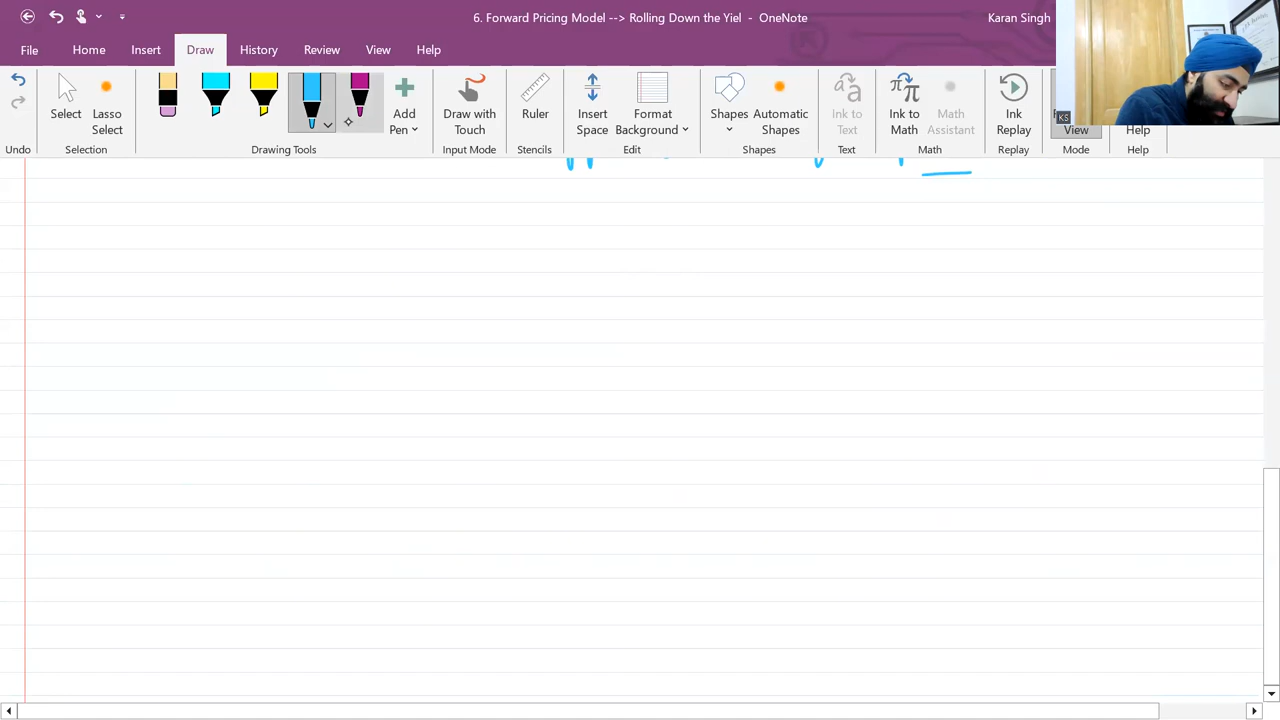 6. Forward Pricing Model --> Rolling Down the Yiel - OneNote
Karan Singh
File Home Insert Draw History Review View Help
Select Lasso Select Add Pen Draw with Touch Ruler Insert Space Format Background Shapes Automatic Shapes Ink to Text Ink to Math Math Assistant Ink Replay View Help
Undo Selection Drawing Tools Input Mode Stencils Edit Shapes Text Math Replay Mode Help
KS